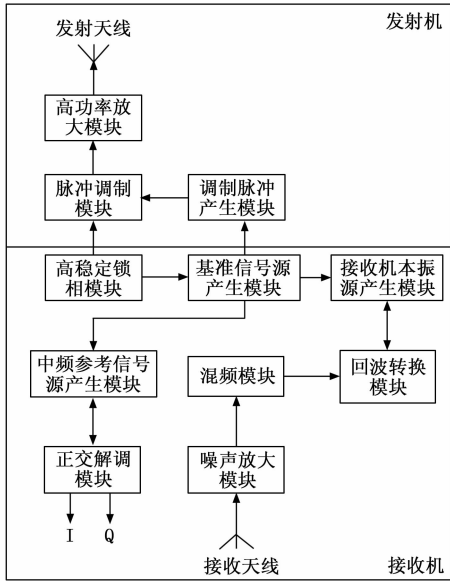 发射机
发射天线
高功率放
大模块
脉冲调制
模块
调制脉冲
产生模块
高稳定锁
相模块
基准信号源
产生模块
接收机本振
源产生模块
中频参考信号
源产生模块
混频模块
回波转换
模块
正交解调
模块
噪声放大
模块
I
Q
接收天线
接收机